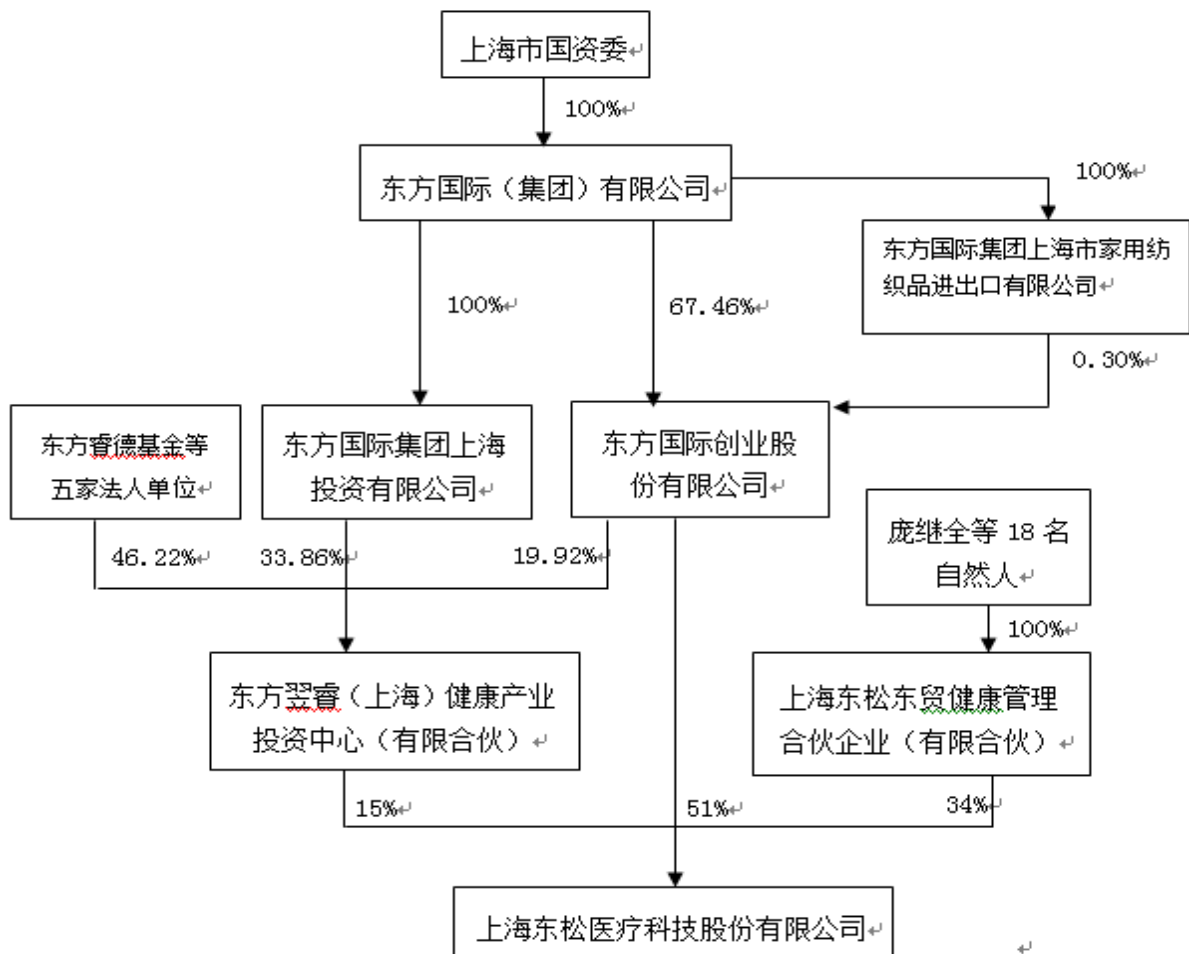 上海市国资委
100%
东方国际（集团）有限公司
100%
东方国际集团上海市家用纺
织品进出口有限公司
100%
67.46%
0.30%
东方睿德基金等
五家法人单位
东方国际集团上海
投资有限公司
东方国际创业股
份有限公司
庞继全等 18 名
自然人
46.22%
33.86%
19.92%
100%
东方翌睿（上海）健康产业
投资中心（有限合伙）
上海东松东贸健康管理
合伙企业（有限合伙）
15%
51%
34%
上海东松医疗科技股份有限公司